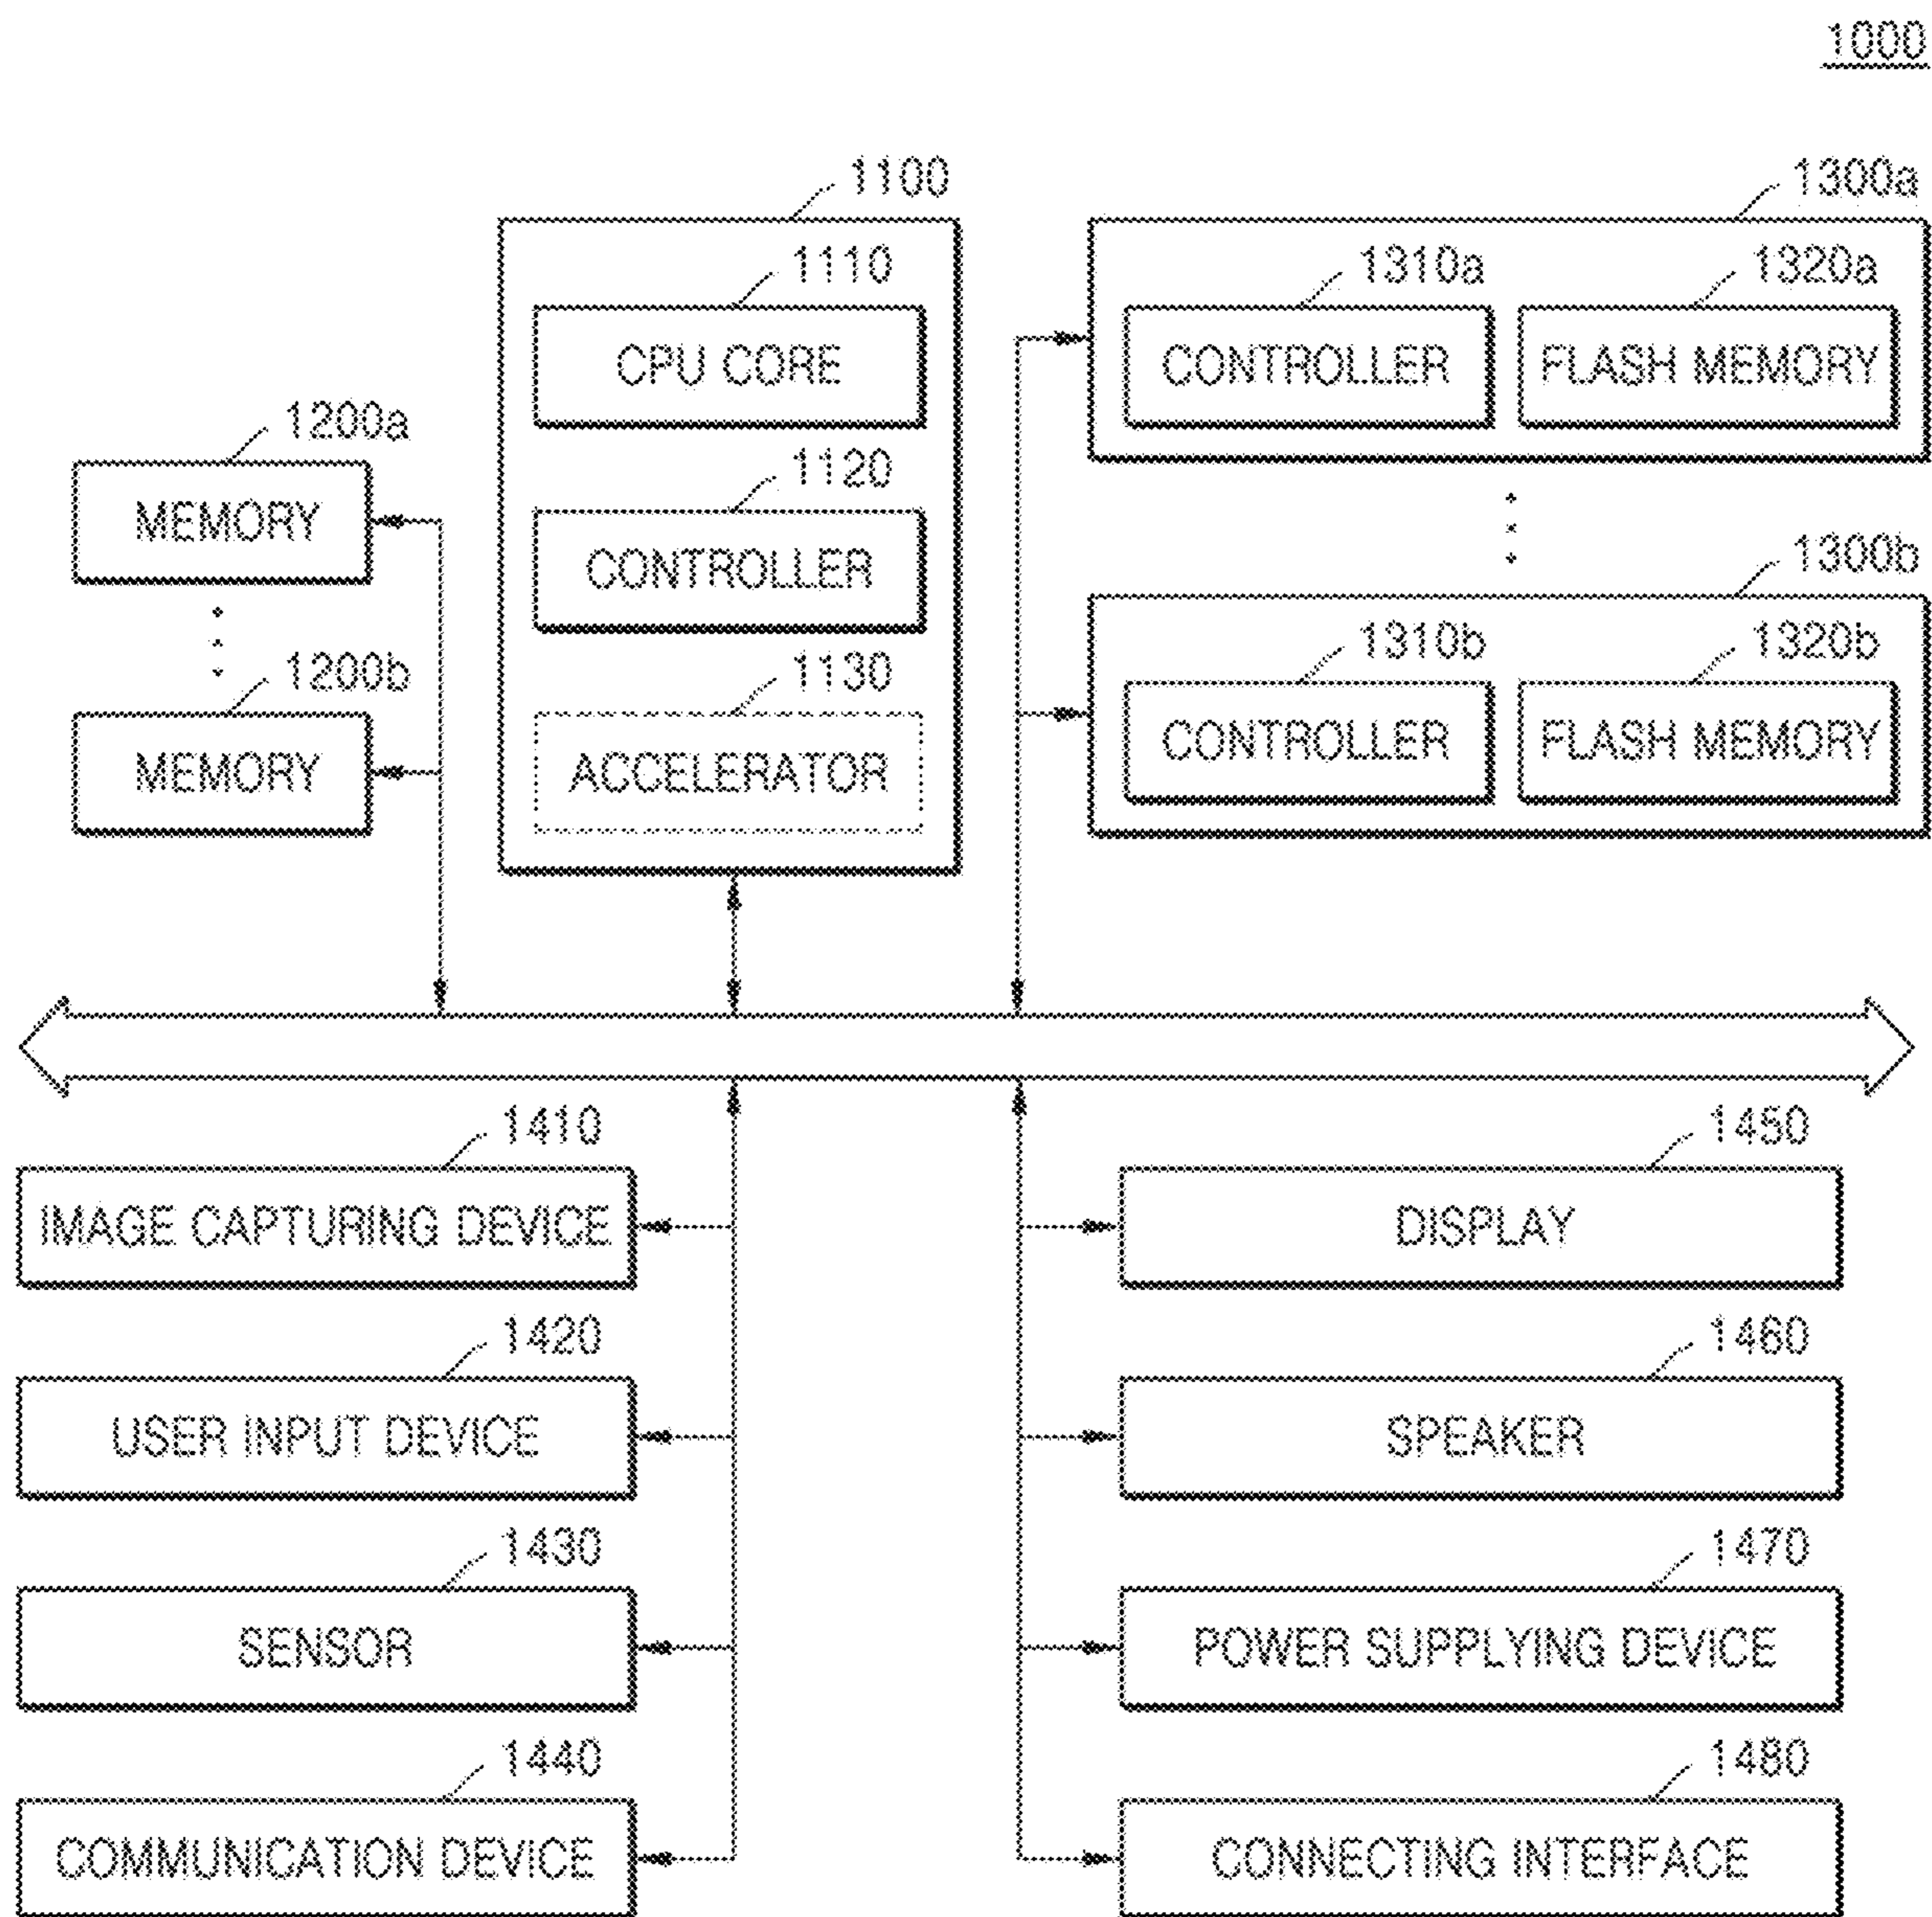 1000
1100
1110
CPU CORE
1120
CONTROLLER
1130
ACCELERATOR
1200a
MEMORY
1200b
MEMORY
1300a
1310a
CONTROLLER
1320a
FLASH MEMORY
1300b
1310b
CONTROLLER
1320b
FLASH MEMORY
1410
IMAGE CAPTURING DEVICE
1420
USER INPUT DEVICE
1430
SENSOR
1440
COMMUNICATION DEVICE
1450
DISPLAY
1460
SPEAKER
1470
POWER SUPPLYING DEVICE
1480
CONNECTING INTERFACE